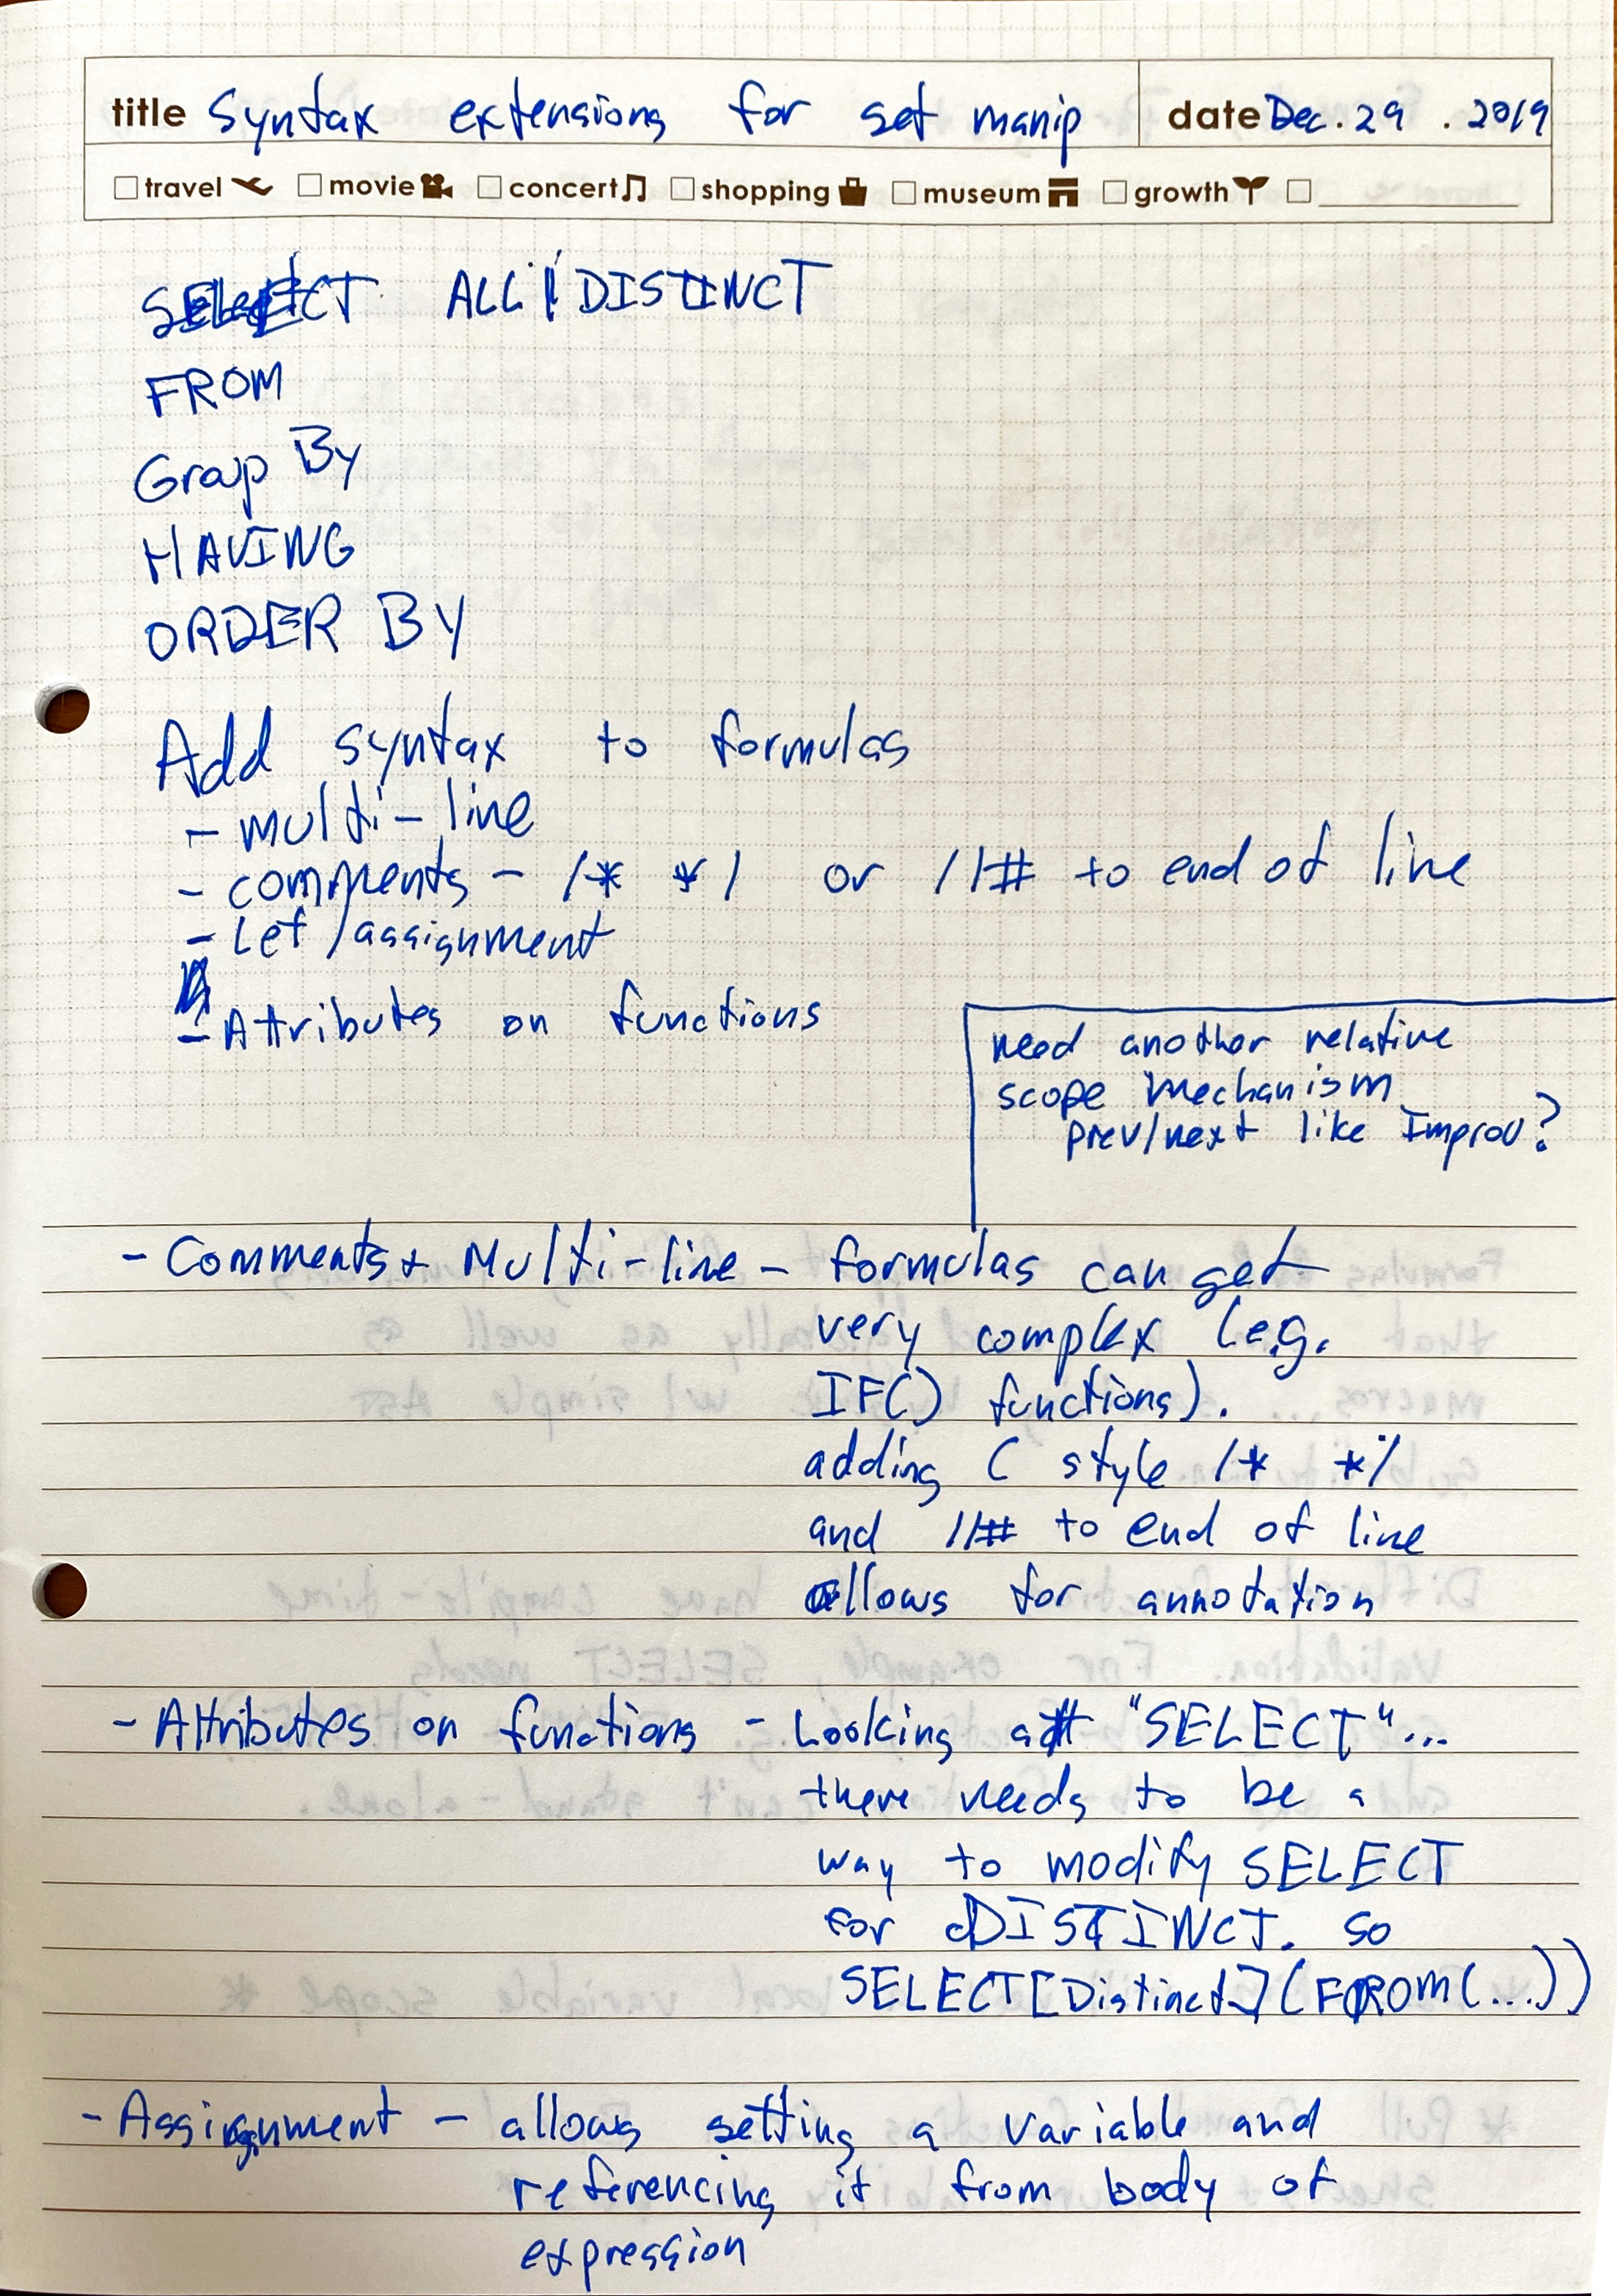 title Syntax extensions for set manip date Dec. 29 . 2019
travel movie concert shopping museum growth
SELECT ALL | DISTINCT
FROM
Group By
HAVING
ORDER BY
Add syntax to formulas
- multi-line
- comments - /* */ or //# to end of line
- Let/assignment
- Attributes on functions
need another relative
scope mechanism
prev/next like Improv?
- Comments + Multi-line - formulas can get
very complex (e.g.
IF() functions).
adding C style /* */
and //# to end of line
allows for annotation
- Attributes on functions - Looking at "SELECT"...
there needs to be a
way to modify SELECT
for DISTINCT. so
SELECT[Distinct](FROM(...))
- Assignment - allows setting a variable and
referencing it from body of
expression